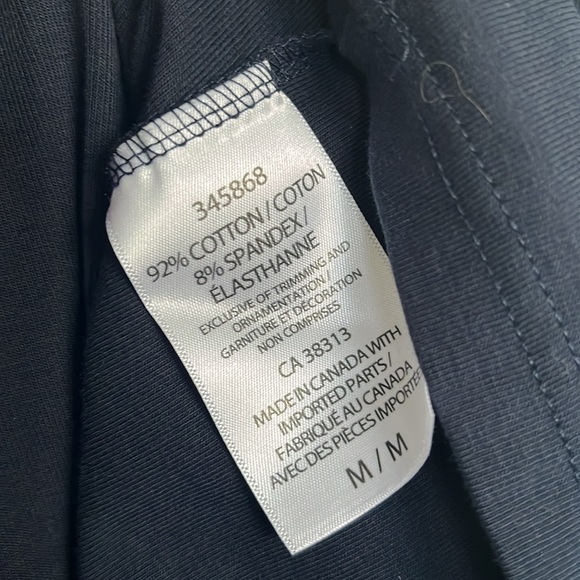 345868
92% COTTON / COTON
8% SPANDEX /
ÉLASTHANNE
EXCLUSIVE OF TRIMMING AND
ORNAMENTATION /
GARNITURE ET DÉCORATION
NON COMPRISES
CA 38313
MADE IN CANADA WITH
IMPORTED PARTS /
FABRIQUÉ AU CANADA
AVEC DES PIÈCES IMPORTÉE
M / M